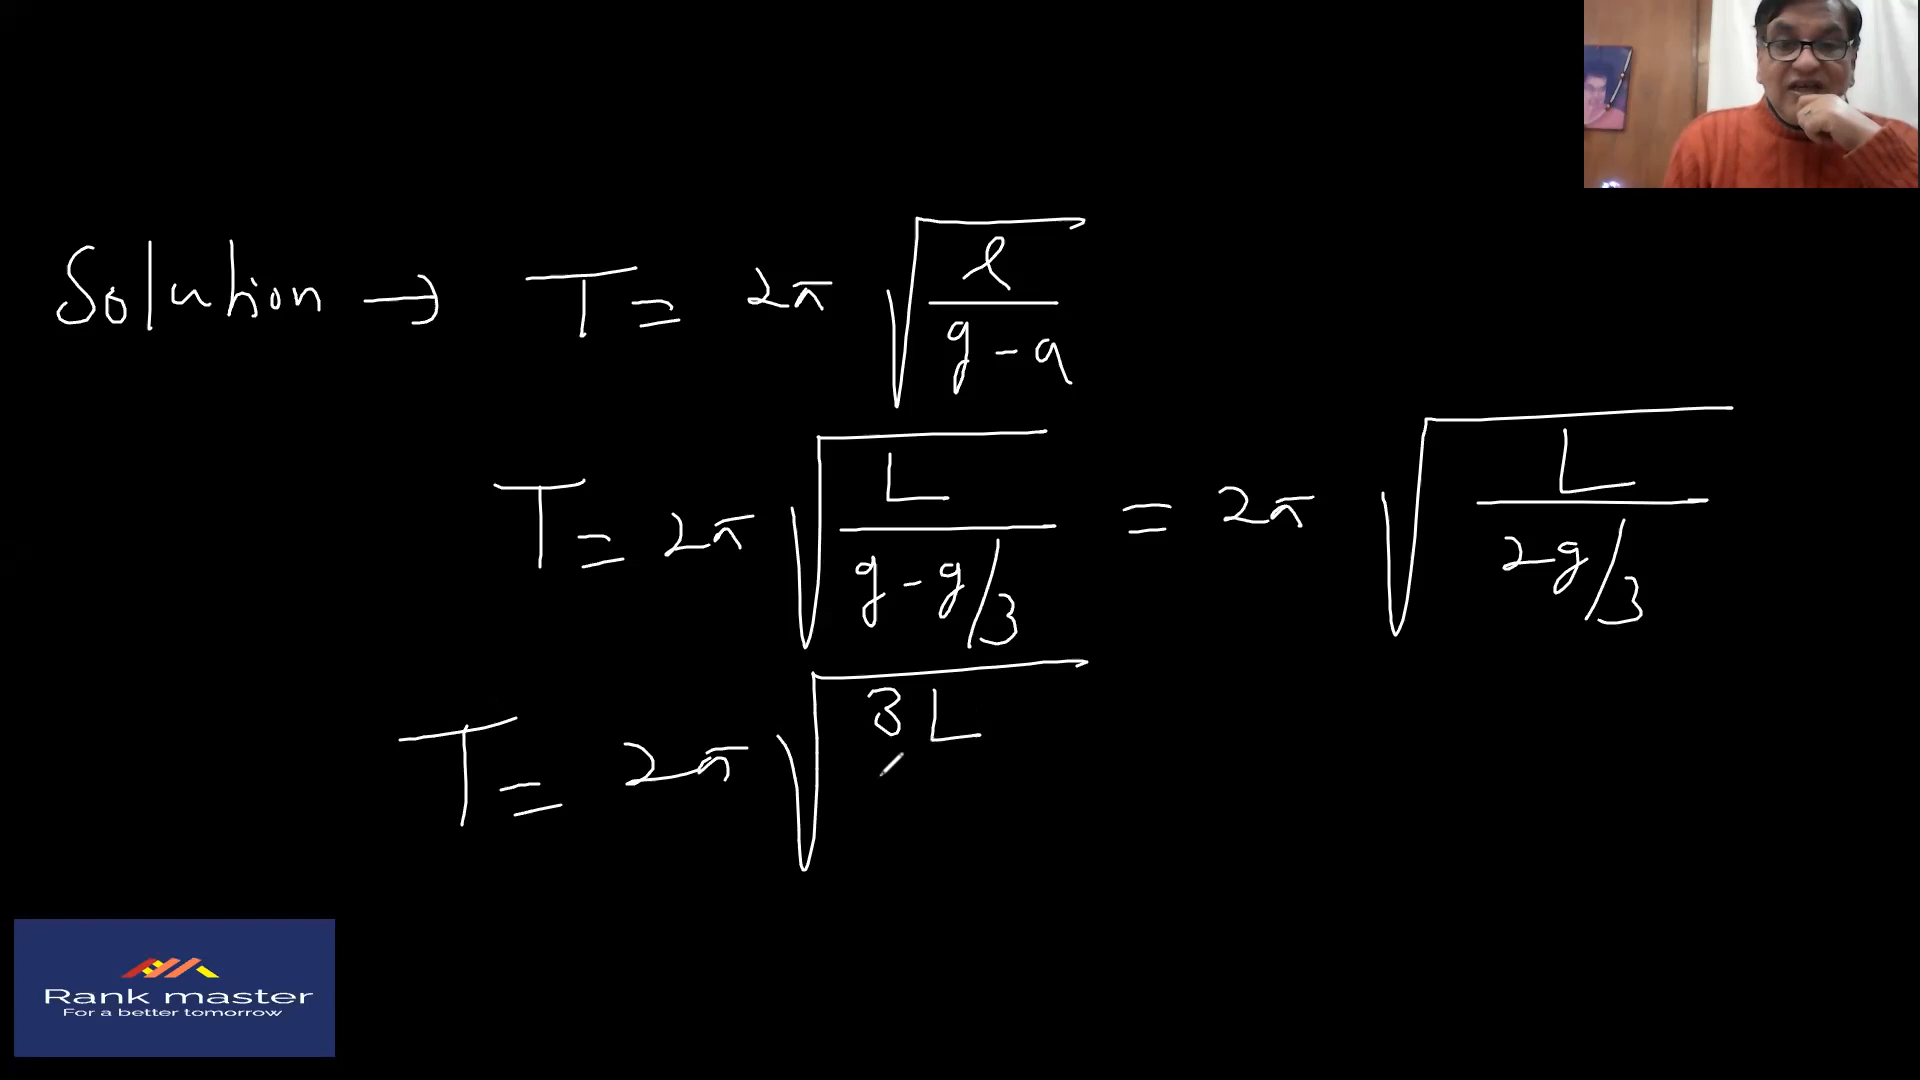 Solution → T = 2π √(l / (g - a))
T = 2π √(L / (g - g/3)) = 2π √(L / (2g/3))
T = 2π √(3L
Rank master
For a better tomorrow